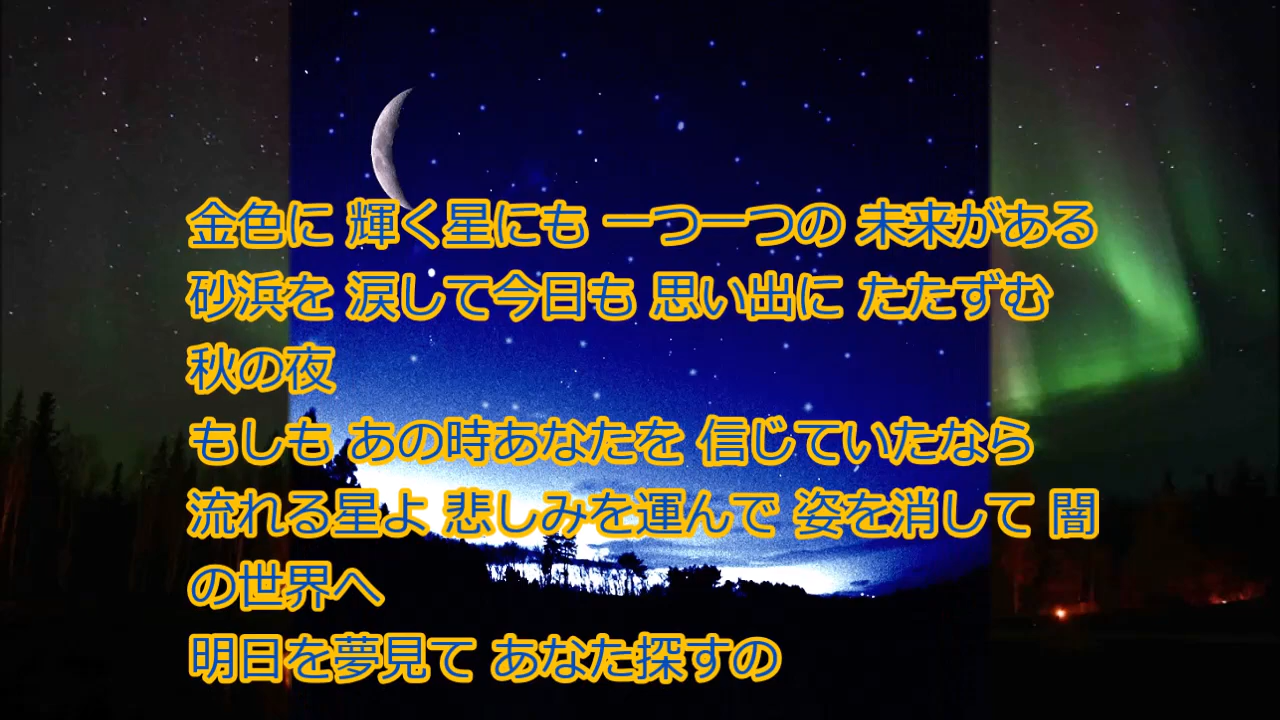 金色に 輝く星にも 一つ一つの 未来がある
砂浜を 涙して今日も 思い出に たたずむ
秋の夜
もしも あの時あなたを 信じていたなら
流れる星よ 悲しみを運んで 姿を消して 闇
の世界へ
明日を夢見て あなた探すの